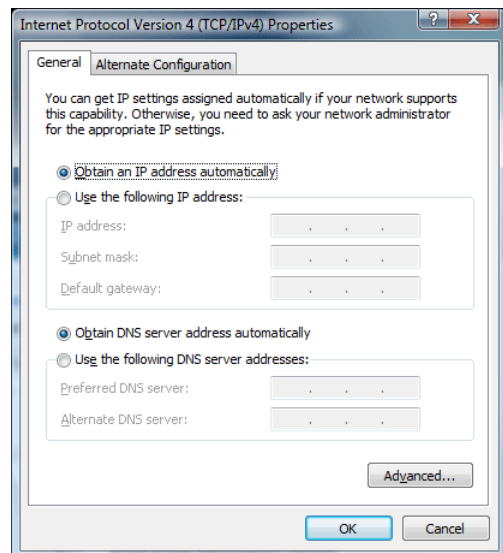 Internet Protocol Version 4 (TCP/IPv4) Properties
General
Alternate Configuration
You can get IP settings assigned automatically if your network supports
this capability. Otherwise, you need to ask your network administrator
for the appropriate IP settings.
Obtain an IP address automatically
Use the following IP address:
IP address:
Subnet mask:
Default gateway:
Obtain DNS server address automatically
Use the following DNS server addresses:
Preferred DNS server:
Alternate DNS server:
Advanced...
OK
Cancel